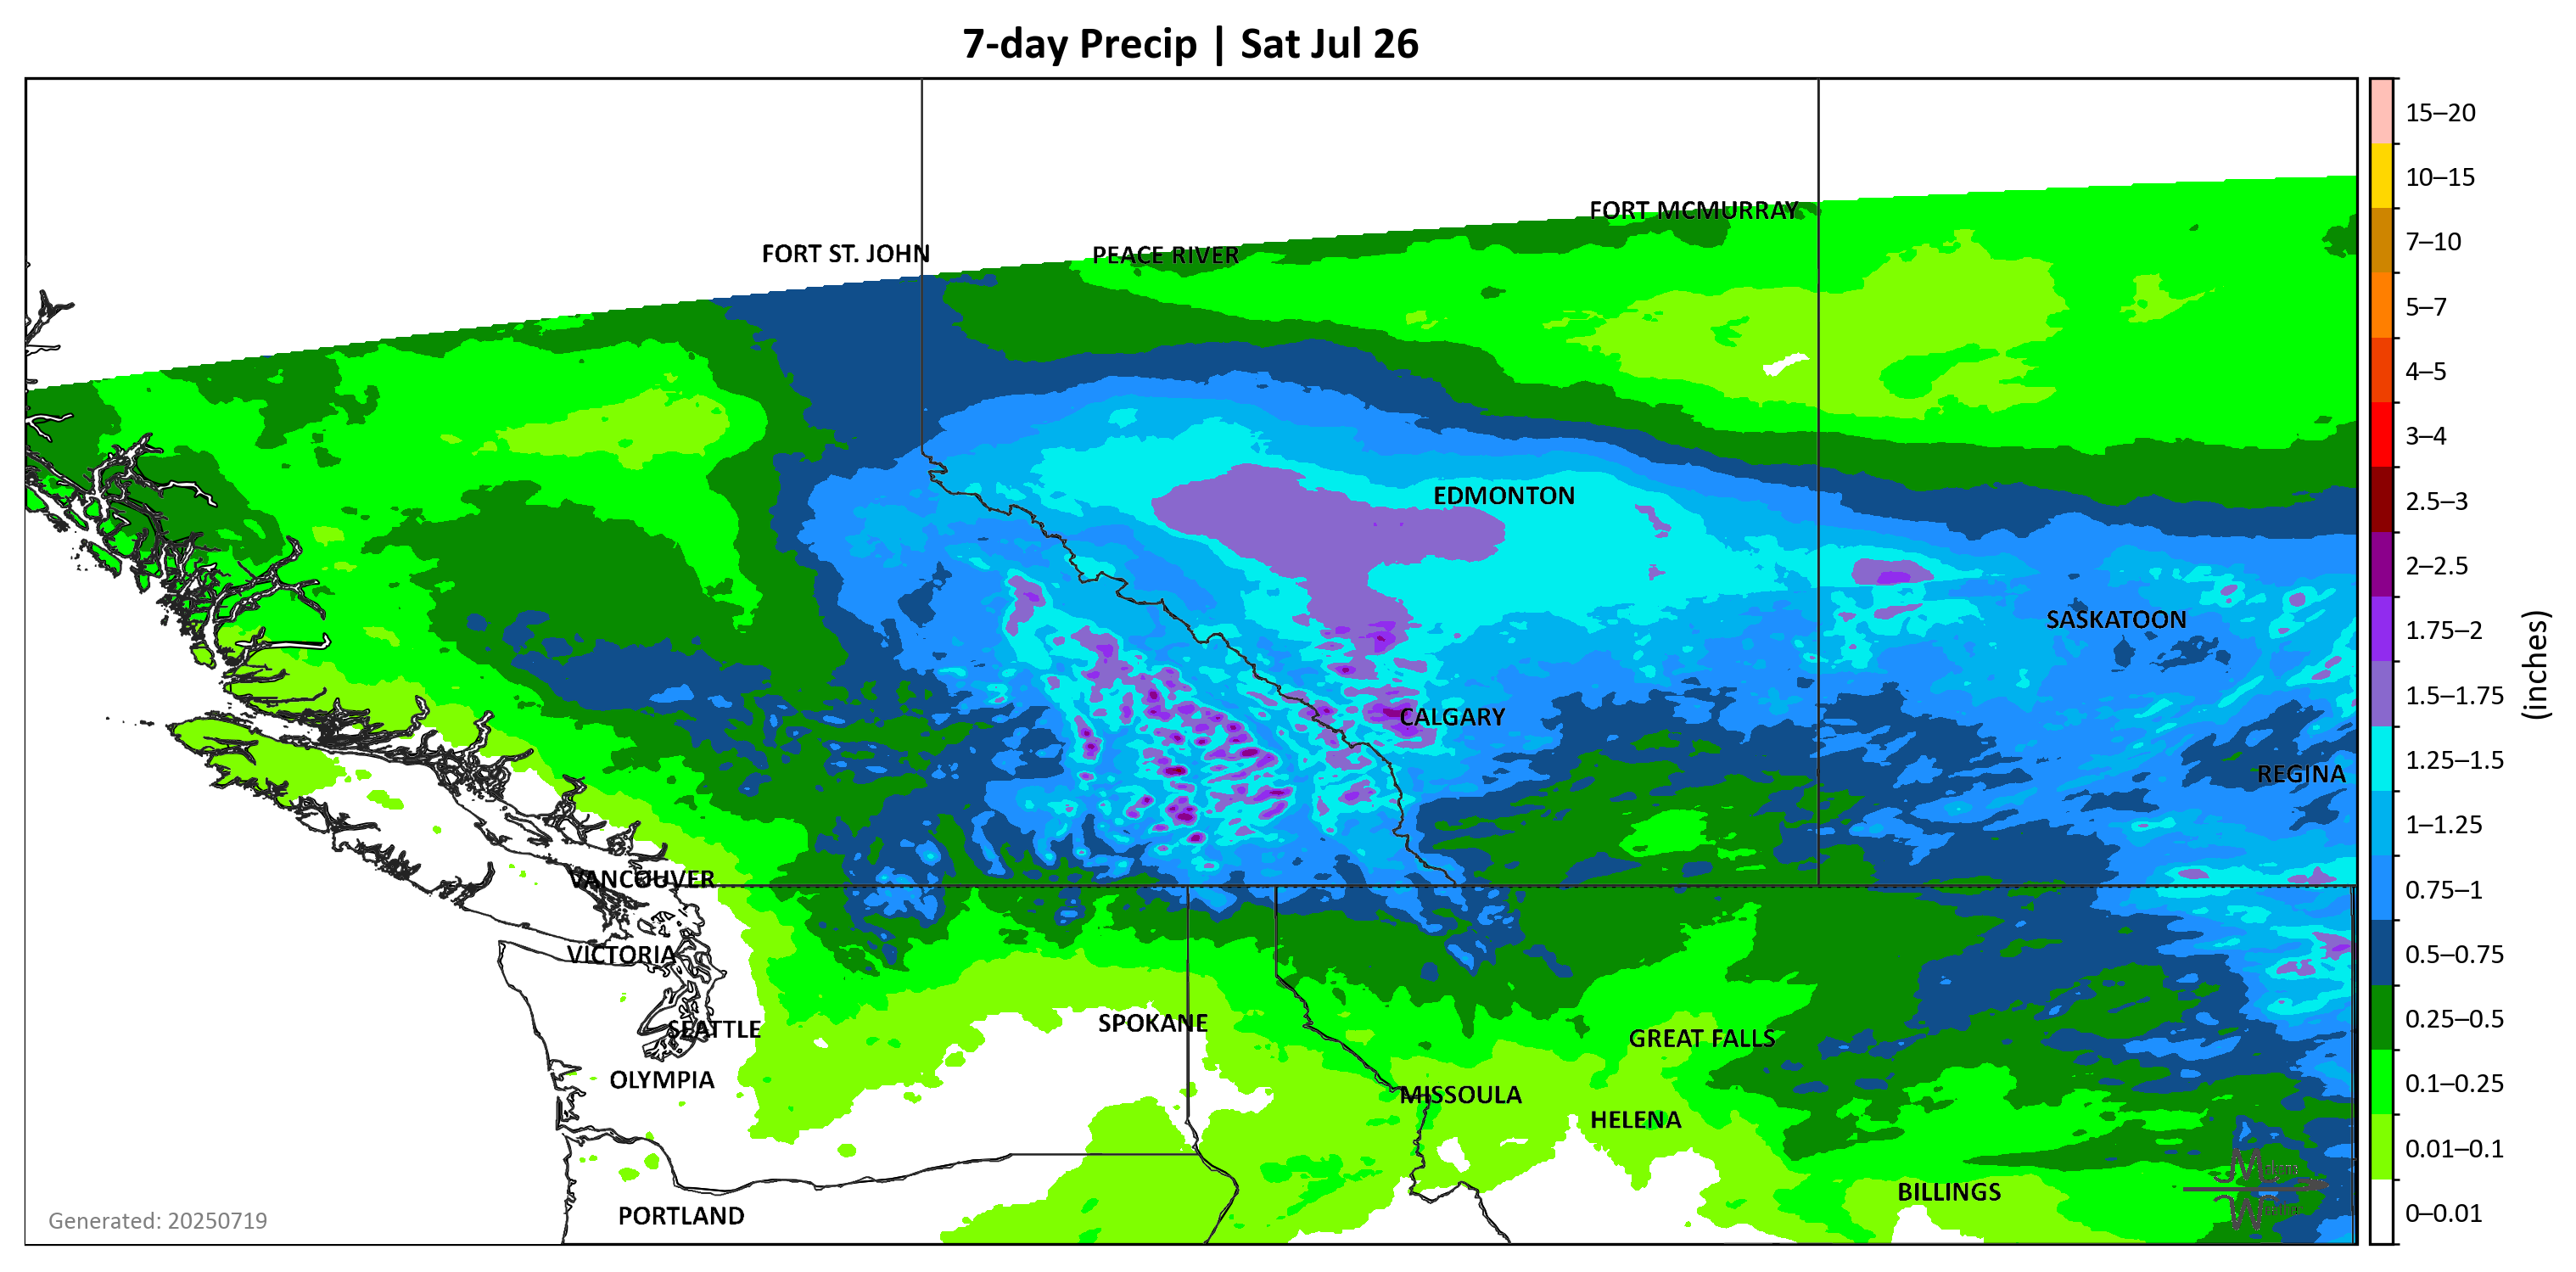 7-day Precip | Sat Jul 26
15–20
10–15
7–10
5–7
4–5
3–4
2.5–3
2–2.5
1.75–2
1.5–1.75
1.25–1.5
1–1.25
0.75–1
0.5–0.75
0.25–0.5
0.1–0.25
0.01–0.1
0–0.01
(inches)
FORT MCMURRAY
FORT ST. JOHN
PEACE RIVER
EDMONTON
SASKATOON
CALGARY
REGINA
VANCOUVER
VICTORIA
SPOKANE
SEATTLE
GREAT FALLS
OLYMPIA
MISSOULA
HELENA
BILLINGS
PORTLAND
Generated: 20250719